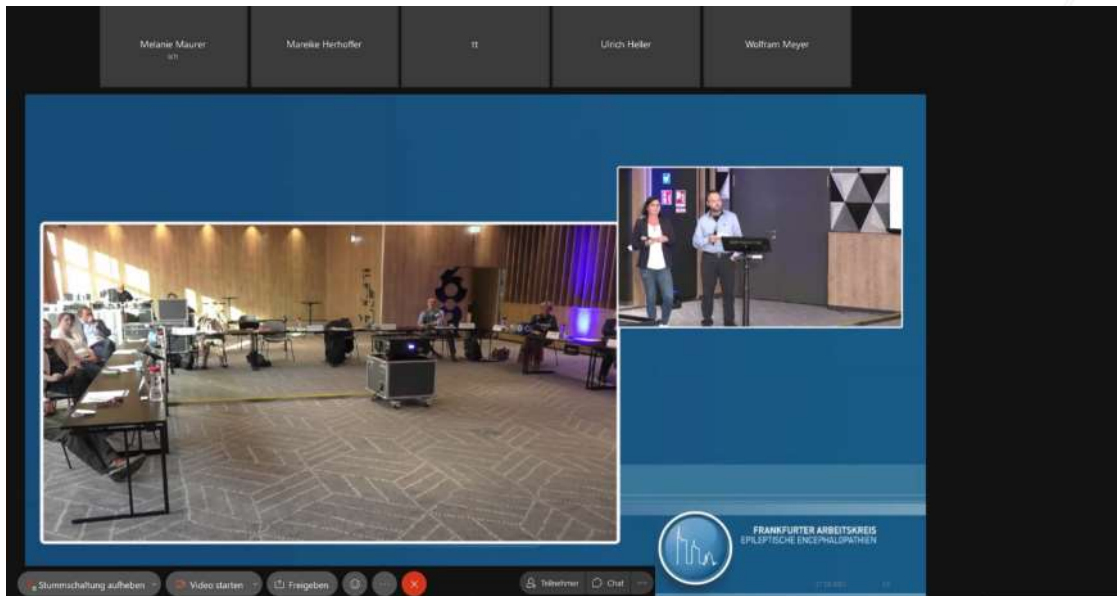 Melanie Maurer
Mareike Herhoffer
TT
Ulrich Heller
Wolfram Meyer
FRANKFURTER ARBEITSKREIS
EPILEPTISCHE ENCEPHALOPATHIEN
Stummschaltung aufheben
Video starten
Freigeben
Teilnehmer
Chat